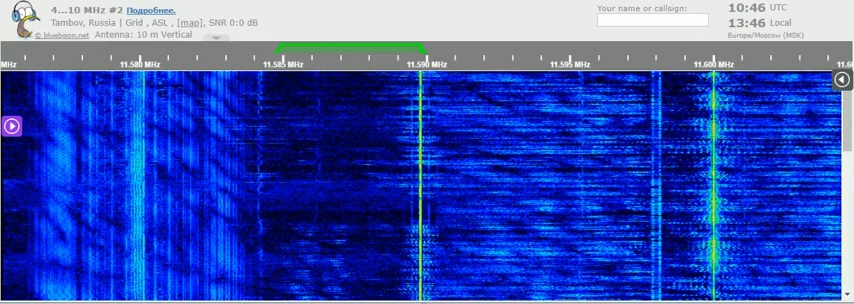 4...10 MHz #2 Подробнее.
Your name or callsign:
10:46 UTC
Tambov, Russia | Grid , ASL , [map], SNR 0:0 dB
13:46 Local
© bluebison.net Antenna: 10 m Vertical
Europe/Moscow (MSK)
MHz 11.580 MHz 11.585 MHz 11.590 MHz 11.595 MHz 11.600 MHz 11.60